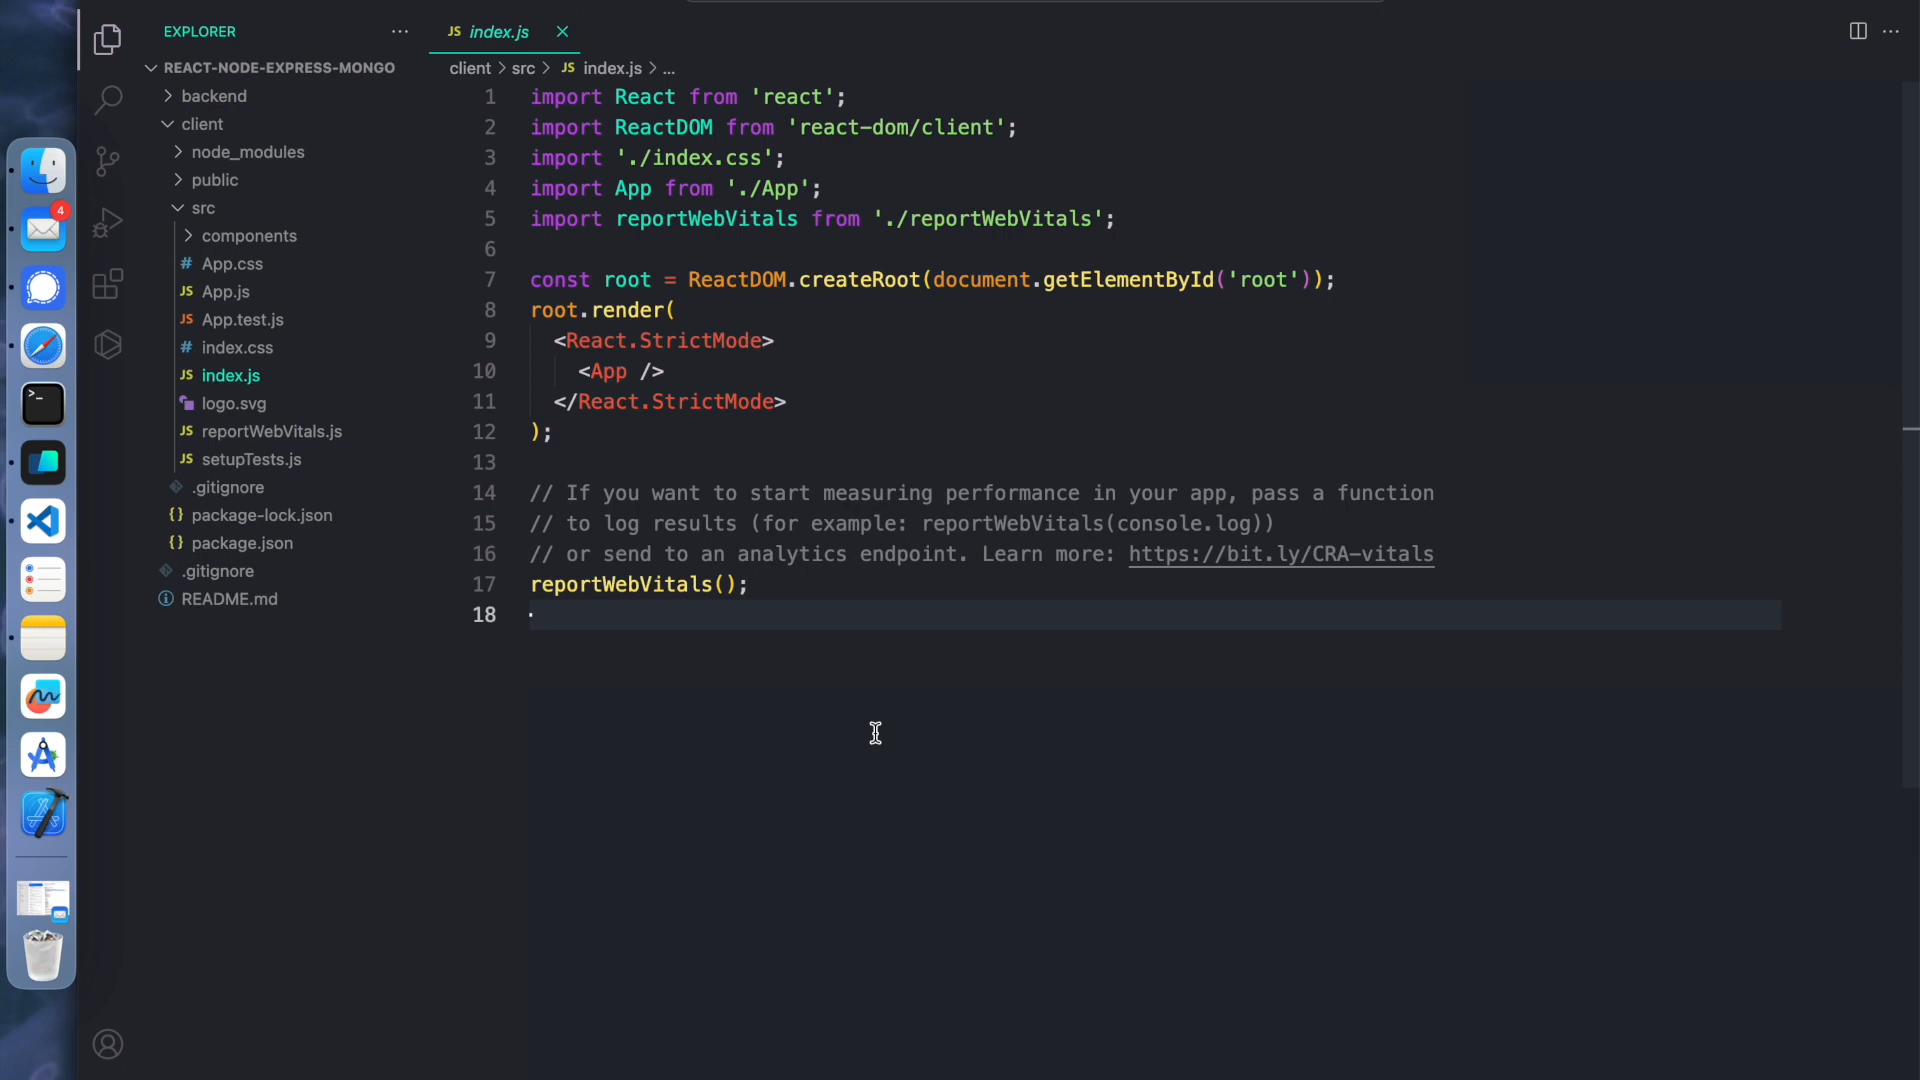 EXPLORER
REACT-NODE-EXPRESS-MONGO
backend
client
node_modules
public
src
components
# App.css
JS App.js
JS App.test.js
# index.css
JS index.js
logo.svg
JS reportWebVitals.js
JS setupTests.js
.gitignore
{} package-lock.json
{} package.json
.gitignore
README.md
4
>_
JS index.js
client > src > JS index.js > ...
1 import React from 'react';
2 import ReactDOM from 'react-dom/client';
3 import './index.css';
4 import App from './App';
5 import reportWebVitals from './reportWebVitals';
6
7 const root = ReactDOM.createRoot(document.getElementById('root'));
8 root.render(
9 <React.StrictMode>
10 <App />
11 </React.StrictMode>
12 );
13
14 // If you want to start measuring performance in your app, pass a function
15 // to log results (for example: reportWebVitals(console.log))
16 // or send to an analytics endpoint. Learn more: https://bit.ly/CRA-vitals
17 reportWebVitals();
18